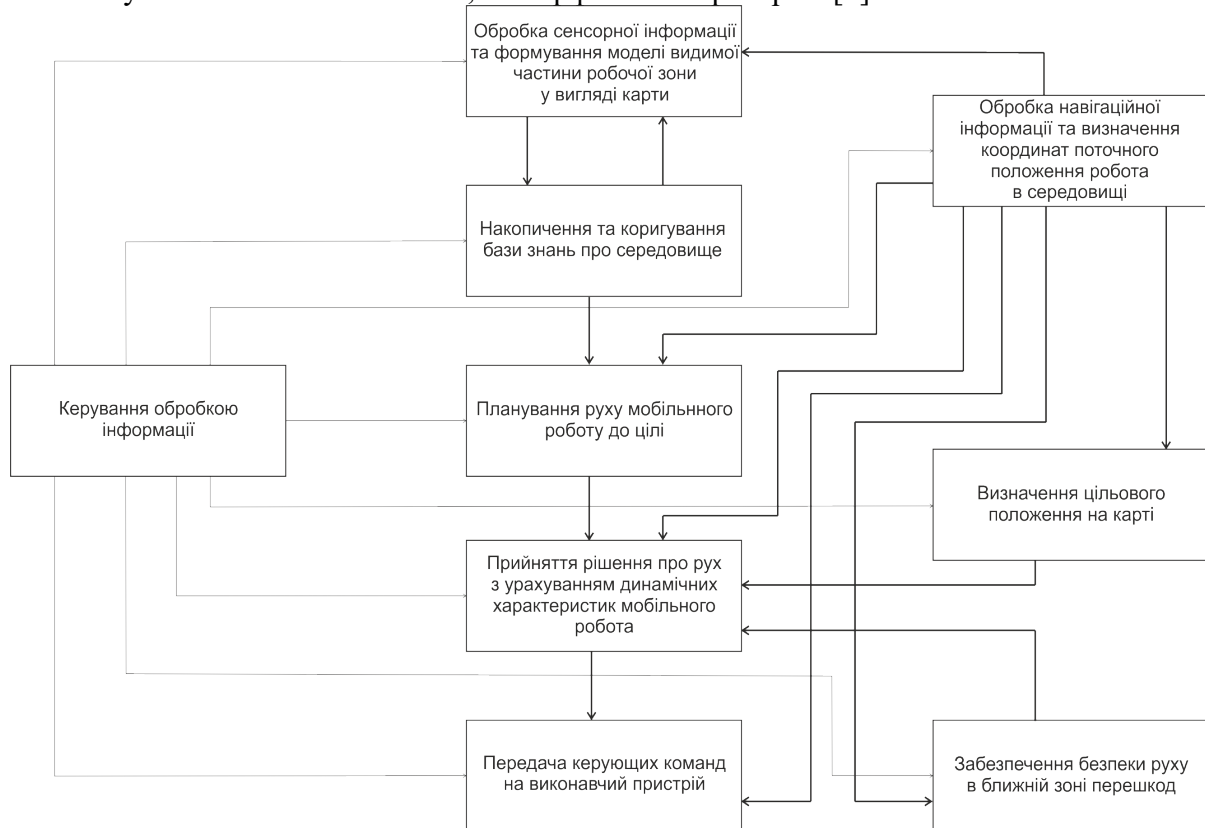 Обробка сенсорної інформації
та формування моделі видимої
частини робочої зони
у вигляді карти
Обробка навігаційної
інформації та визначення
координат поточного
положення робота
в середовищі
Накопичення та коригування
бази знань про середовище
Керування обробкою
інформації
Планування руху мобільнного
роботу до цілі
Визначення цільового
положення на карті
Прийняття рішення про рух
з урахуванням динамічних
характеристик мобільного
робота
Передача керуючих команд
на виконавчий пристрій
Забезпечення безпеки руху
в ближній зоні перешкод